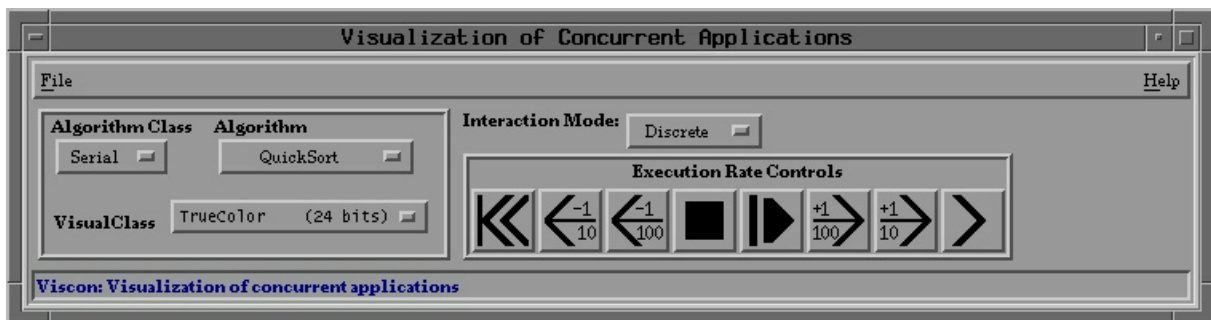 Visualization of Concurrent Applications
File Help
Algorithm Class Algorithm
Serial QuickSort
VisualClass TrueColor (24 bits)
Interaction Mode: Discrete
Execution Rate Controls
-1
10
-1
100
+1
100
+1
10
Viscon: Visualization of concurrent applications